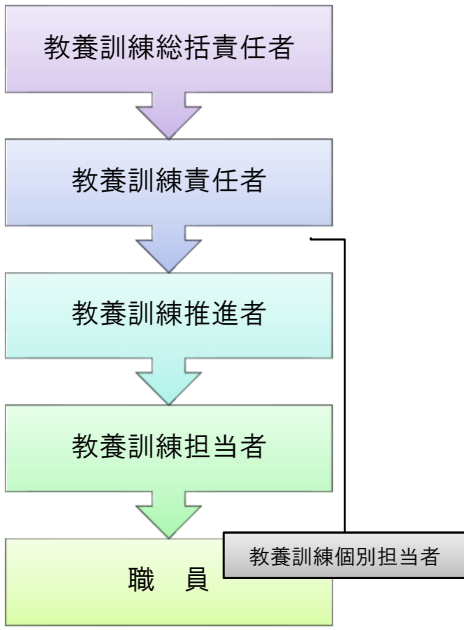 教養訓練総括責任者
教養訓練責任者
教養訓練推進者
教養訓練担当者
教養訓練個別担当者
職　員